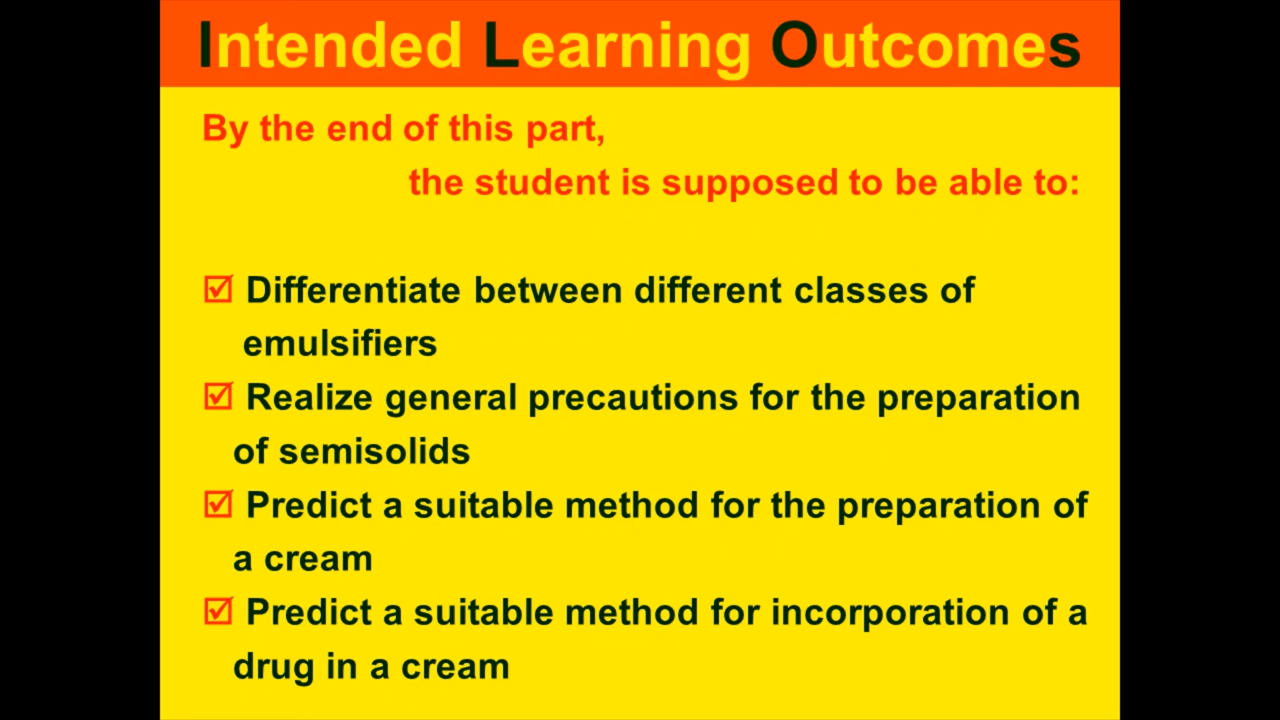 Intended Learning Outcomes
By the end of this part,
the student is supposed to be able to:
☑ Differentiate between different classes of
emulsifiers
☑ Realize general precautions for the preparation
of semisolids
☑ Predict a suitable method for the preparation of
a cream
☑ Predict a suitable method for incorporation of a
drug in a cream